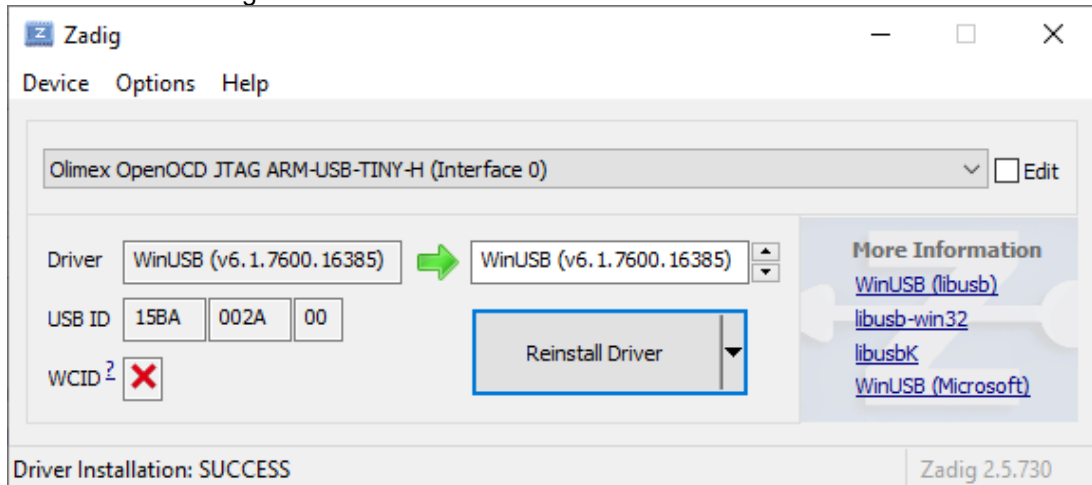 Zadig
Device Options Help
Olimex OpenOCD JTAG ARM-USB-TINY-H (Interface 0) Edit
Driver WinUSB (v6.1.7600.16385) WinUSB (v6.1.7600.16385)
USB ID 15BA 002A 00
WCID ?
Reinstall Driver
More Information
WinUSB (libusb)
libusb-win32
libusbK
WinUSB (Microsoft)
Driver Installation: SUCCESS Zadig 2.5.730